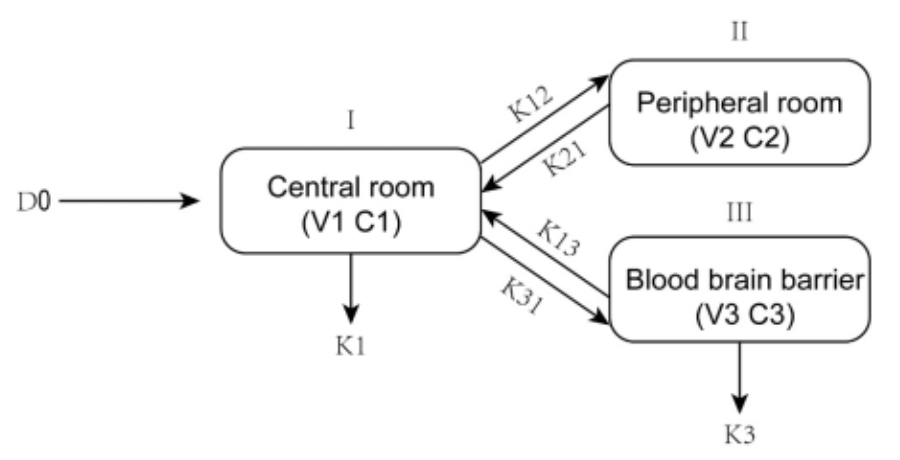 II
Peripheral room
(V2 C2)
K12
K21
I
Central room
(V1 C1)
D0
III
Blood brain barrier
(V3 C3)
K13
K31
K1
K3